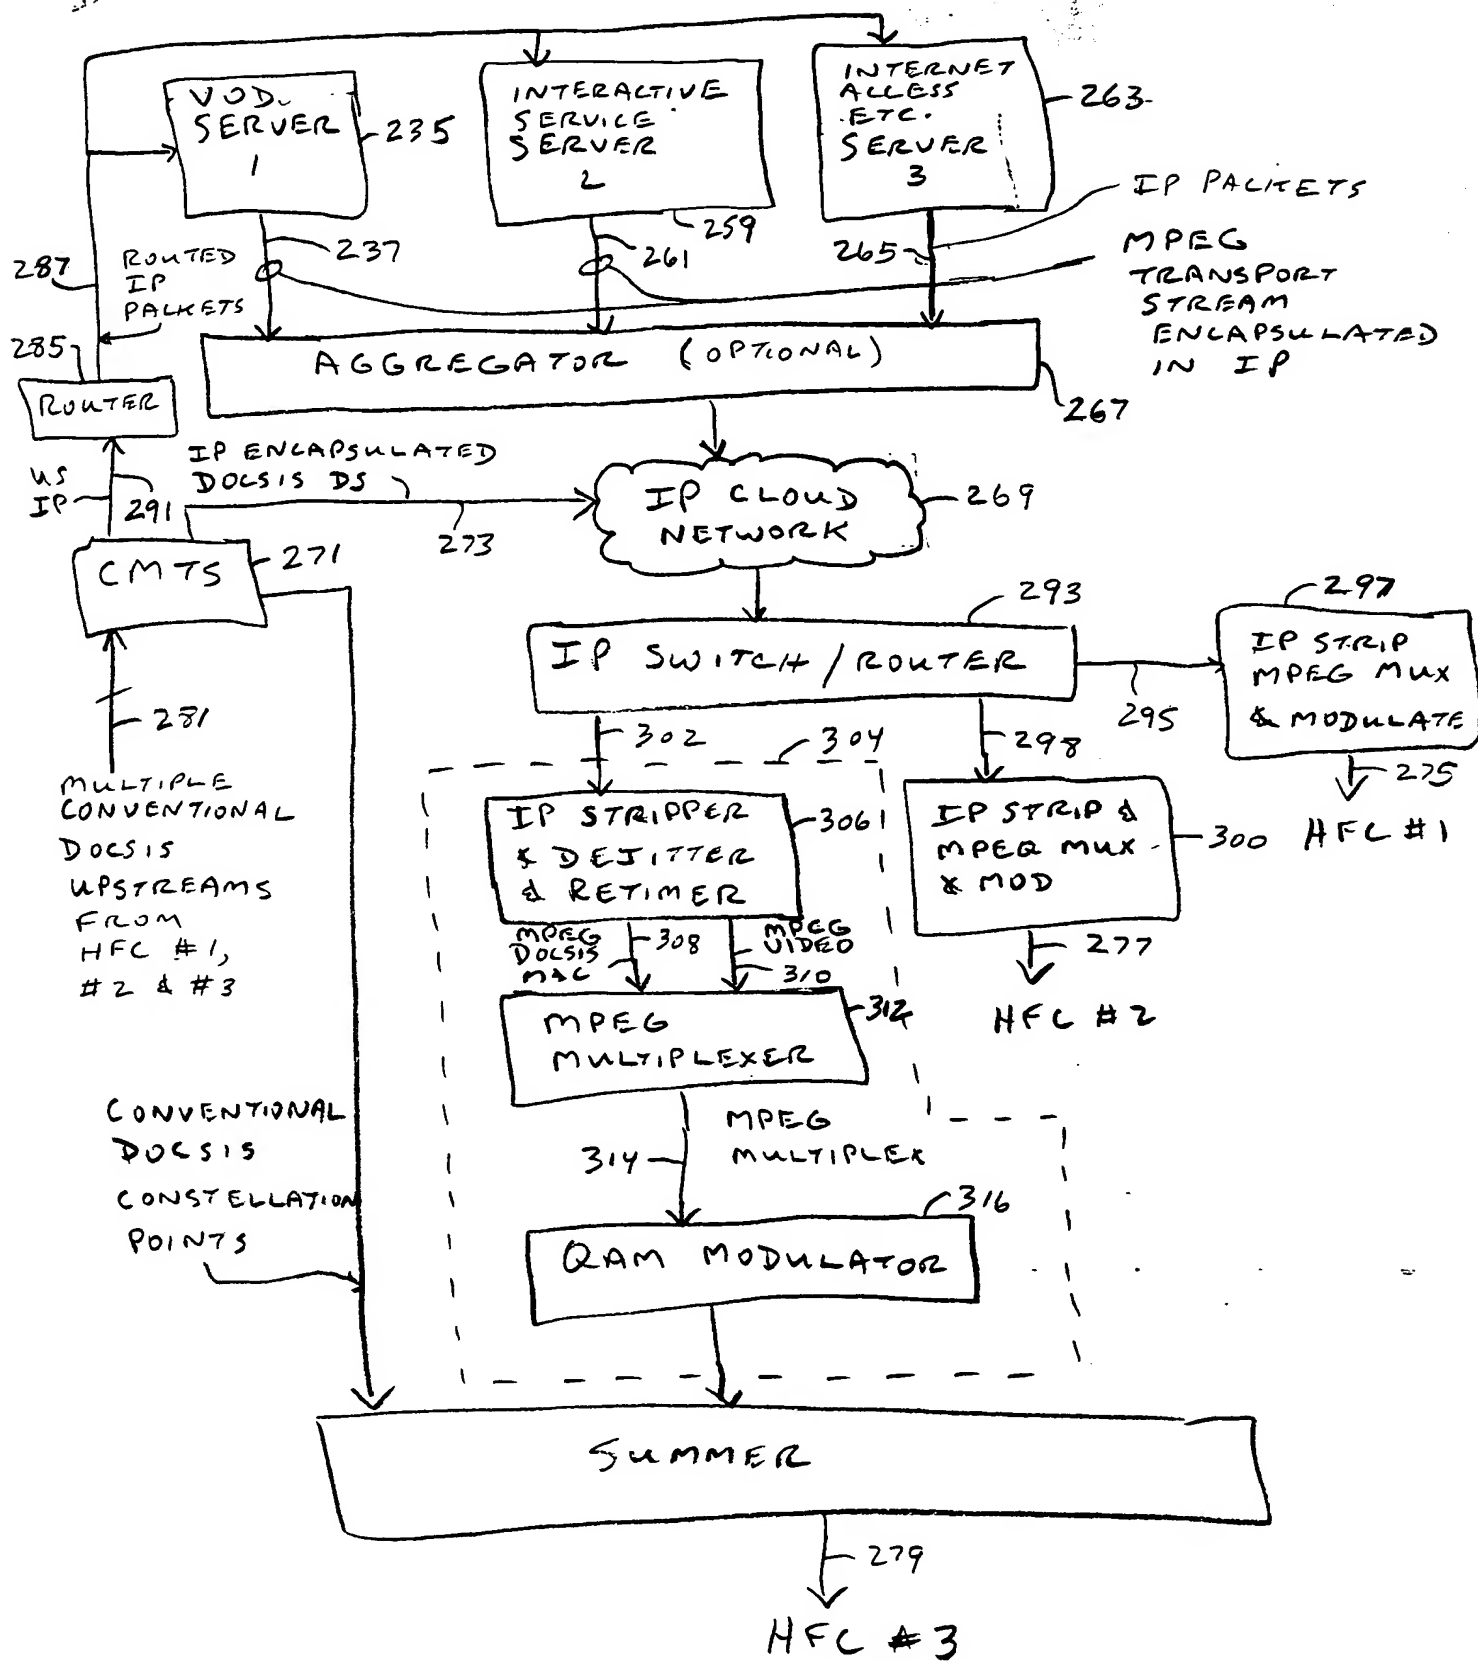 VOD.
SERVER
1
235
INTERACTIVE
SERVICE
SERVER
2
259
INTERNET
ACCESS
ETC.
SERVER
3
263
IP PACKETS
MPEG
TRANSPORT
STREAM
ENCAPSULATED
IN IP
237
261
265
287
ROUTED
IP
PACKETS
285
ROUTER
AGGREGATOR (OPTIONAL)
267
US
IP
291
IP ENCAPSULATED
DOCSIS DS
273
IP CLOUD
NETWORK
269
CMTS
271
281
MULTIPLE
CONVENTIONAL
DOCSIS
UPSTREAMS
FROM
HFC #1,
#2 & #3
IP SWITCH/ROUTER
293
295
297
IP STRIP
MPEG MUX
& MODULATE
275
HFC #1
302
304
298
IP STRIPPER
& DEJITTER
& RETIMER
306
IP STRIP &
MPEG MUX
& MOD
300
277
HFC #2
MPEG
DOCSIS
MAC
308
MPEG
VIDEO
310
MPEG
MULTIPLEXER
312
314
MPEG
MULTIPLEX
CONVENTIONAL
DOCSIS
CONSTELLATION
POINTS
316
QAM MODULATOR
SUMMER
279
HFC #3